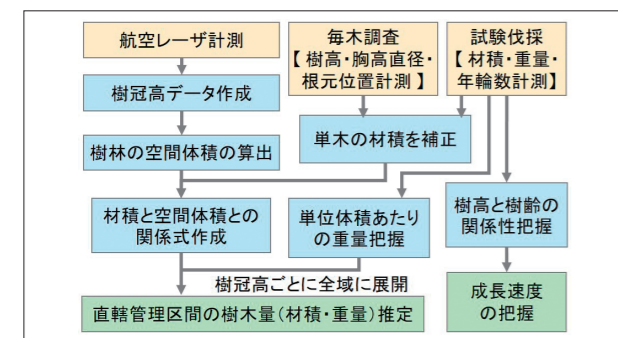 航空レーザ計測
毎木調査
【 樹高・胸高直径・
根元位置計測 】
試験伐採
【 材積・重量・
年輪数計測】
樹冠高データ作成
樹林の空間体積の算出
単木の材積を補正
材積と空間体積との
関係式作成
単位体積あたり
の重量把握
樹高と樹齢の
関係性把握
樹冠高ごとに全域に展開
直轄管理区間の樹木量(材積・重量)推定
成長速度
の把握